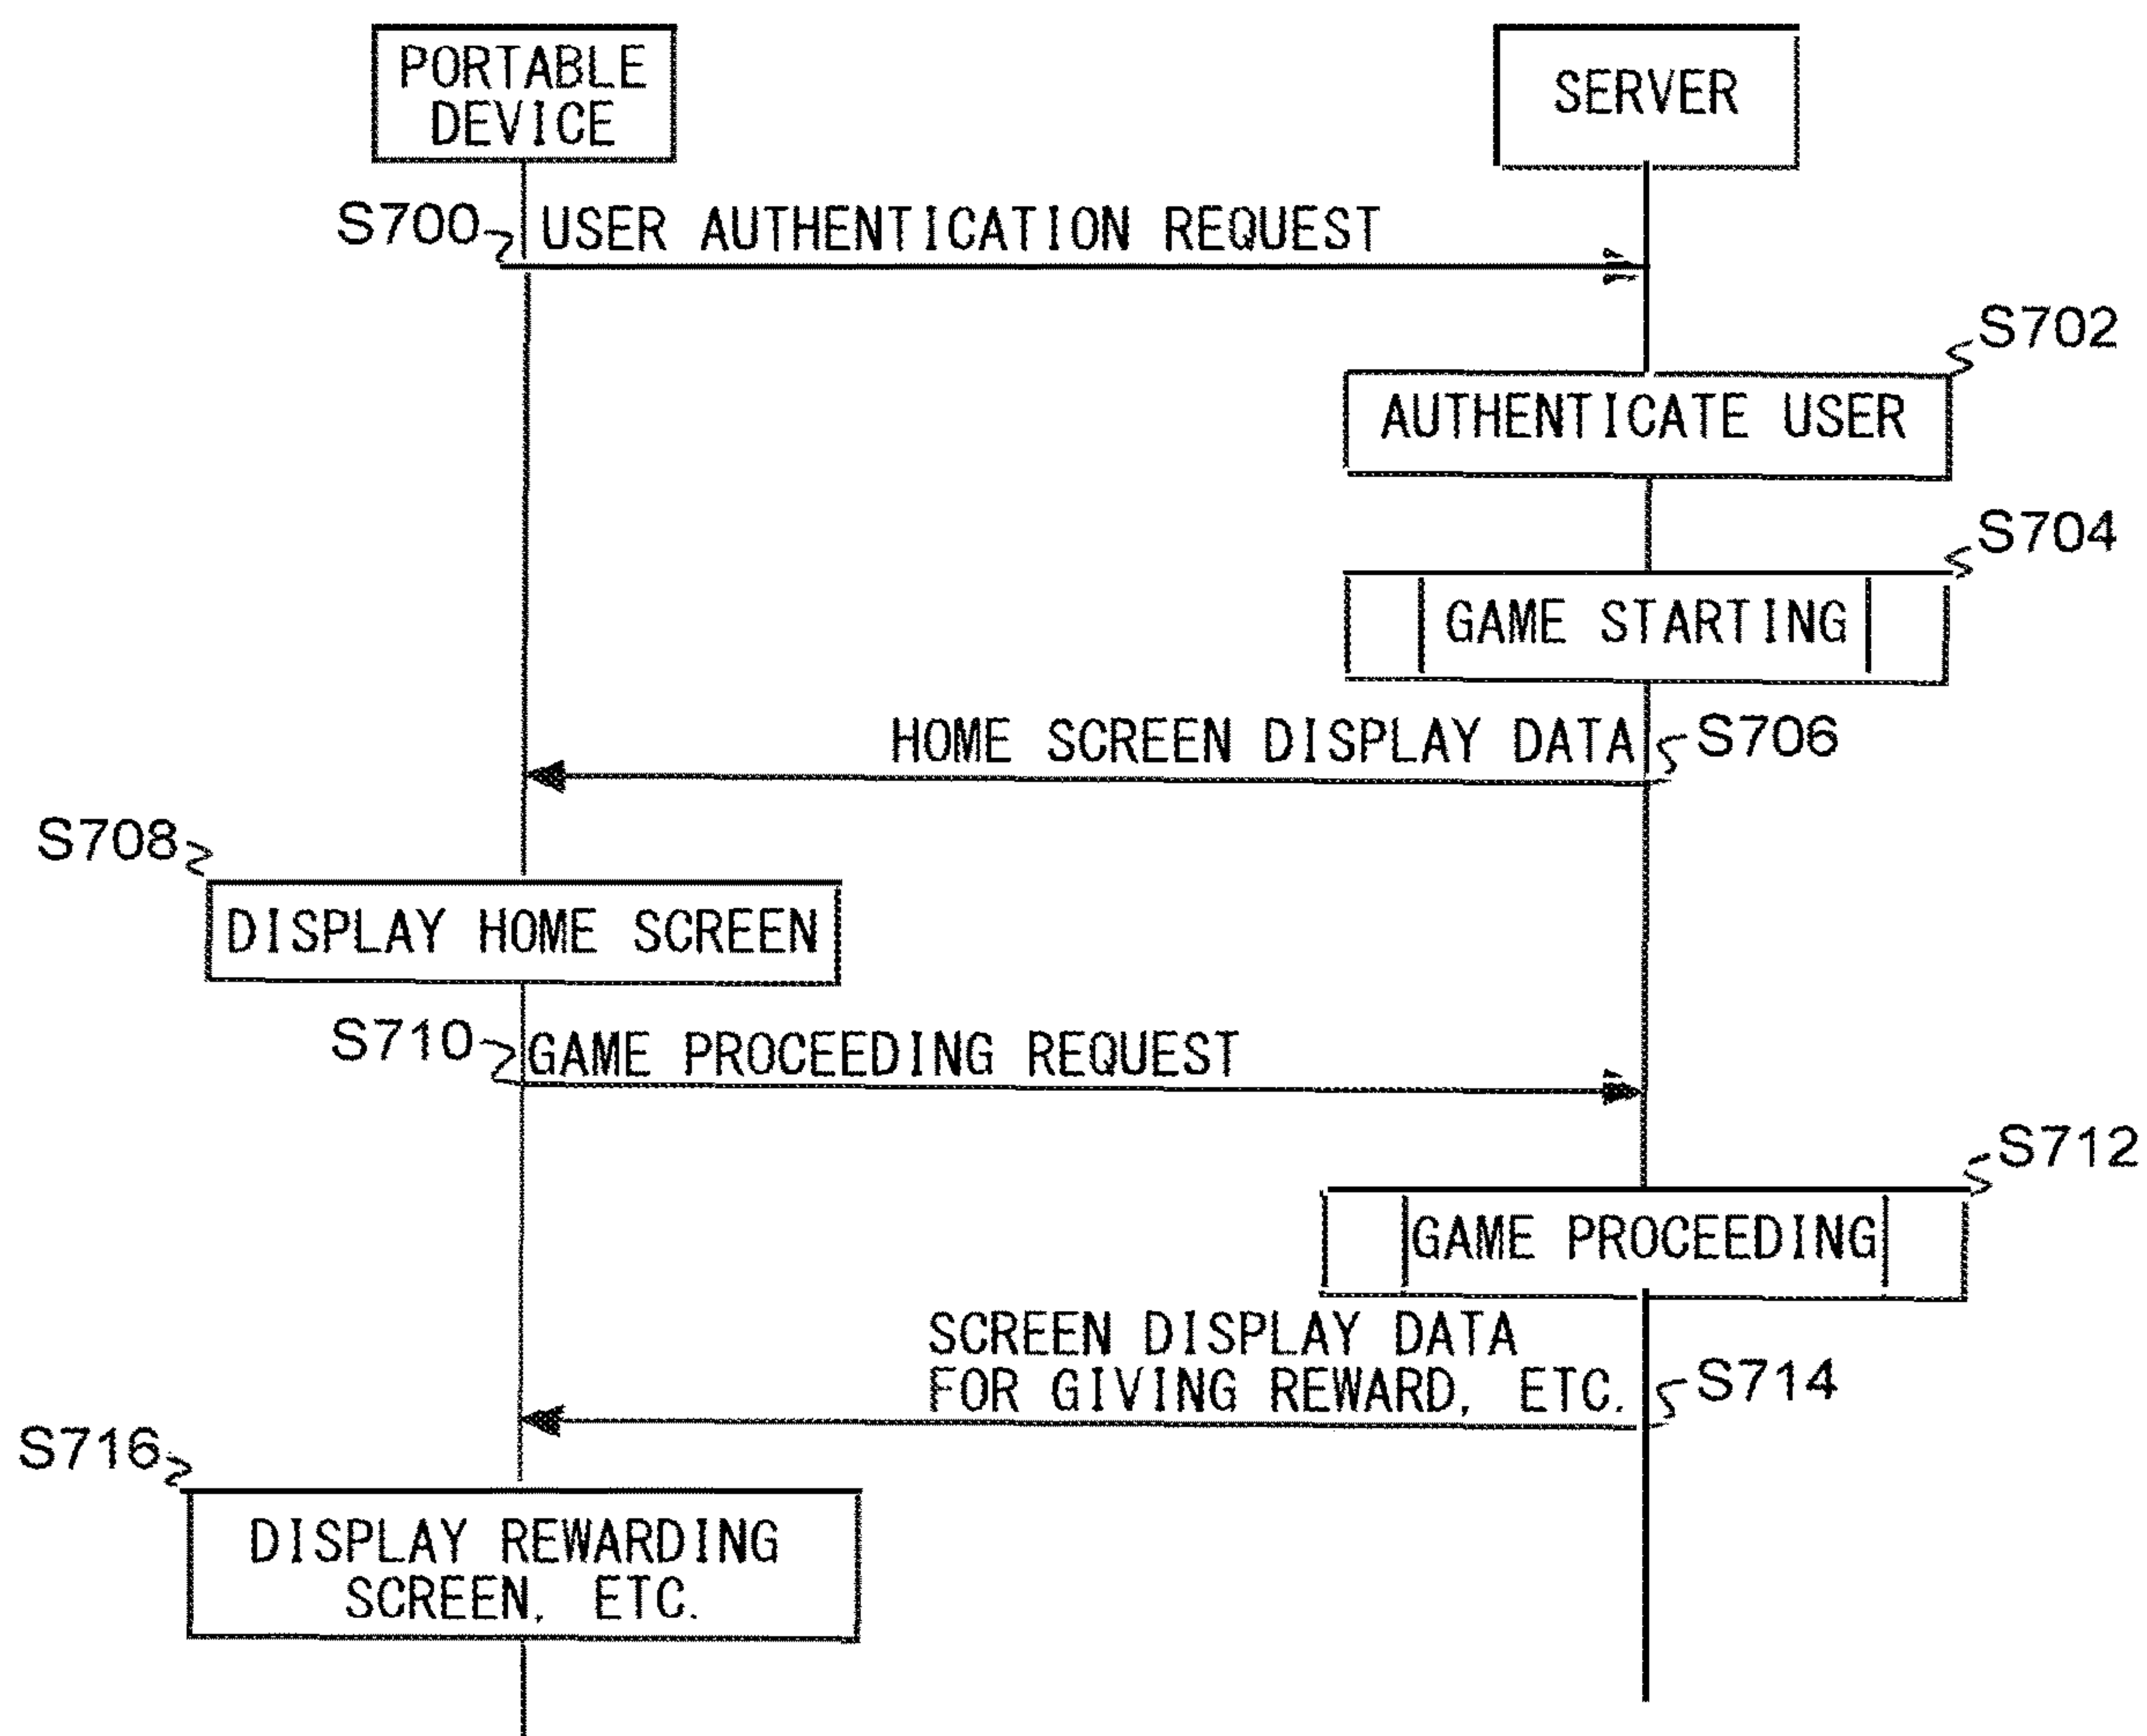 PORTABLE
DEVICE
SERVER
S700
USER AUTHENTICATION REQUEST
S702
AUTHENTICATE USER
S704
GAME STARTING
HOME SCREEN DISPLAY DATA
S706
S708
DISPLAY HOME SCREEN
S710
GAME PROCEEDING REQUEST
S712
GAME PROCEEDING
SCREEN DISPLAY DATA
FOR GIVING REWARD, ETC.
S714
S716
DISPLAY REWARDING
SCREEN, ETC.